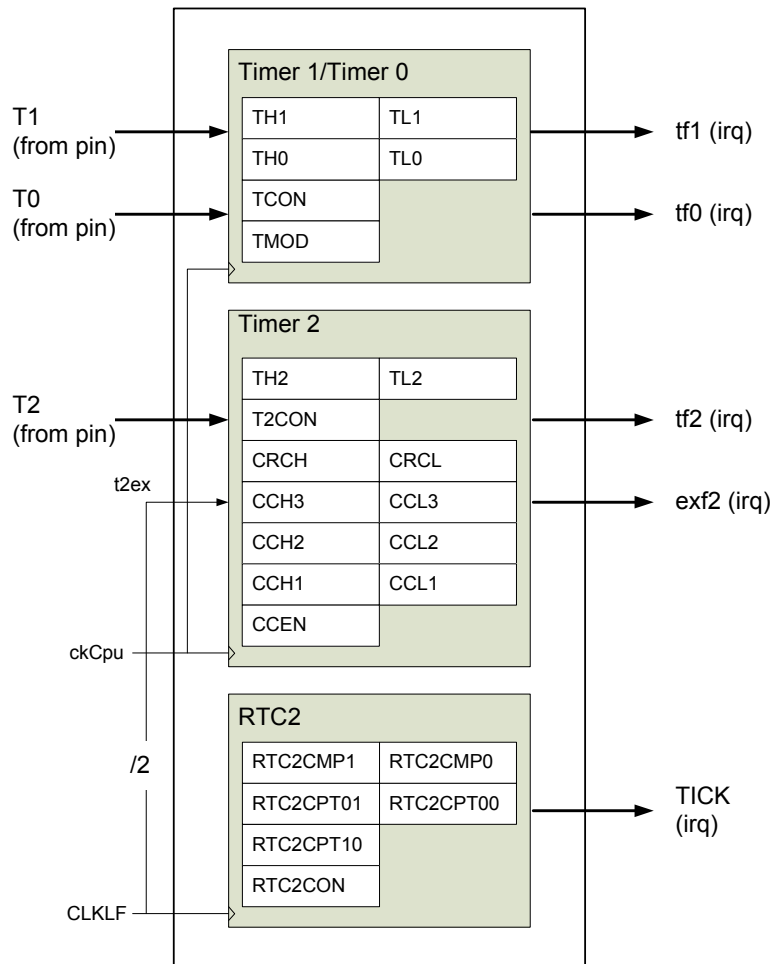 Timer 1/Timer 0
T1
(from pin)
TH1 TL1
tf1 (irq)
TH0 TL0
T0
(from pin)
TCON
tf0 (irq)
TMOD
Timer 2
TH2 TL2
T2
(from pin)
T2CON
tf2 (irq)
CRCH CRCL
t2ex
CCH3 CCL3
exf2 (irq)
CCH2 CCL2
CCH1 CCL1
CCEN
ckCpu
RTC2
/2
RTC2CMP1 RTC2CMP0
RTC2CPT01 RTC2CPT00
TICK
(irq)
RTC2CPT10
RTC2CON
CLKLF